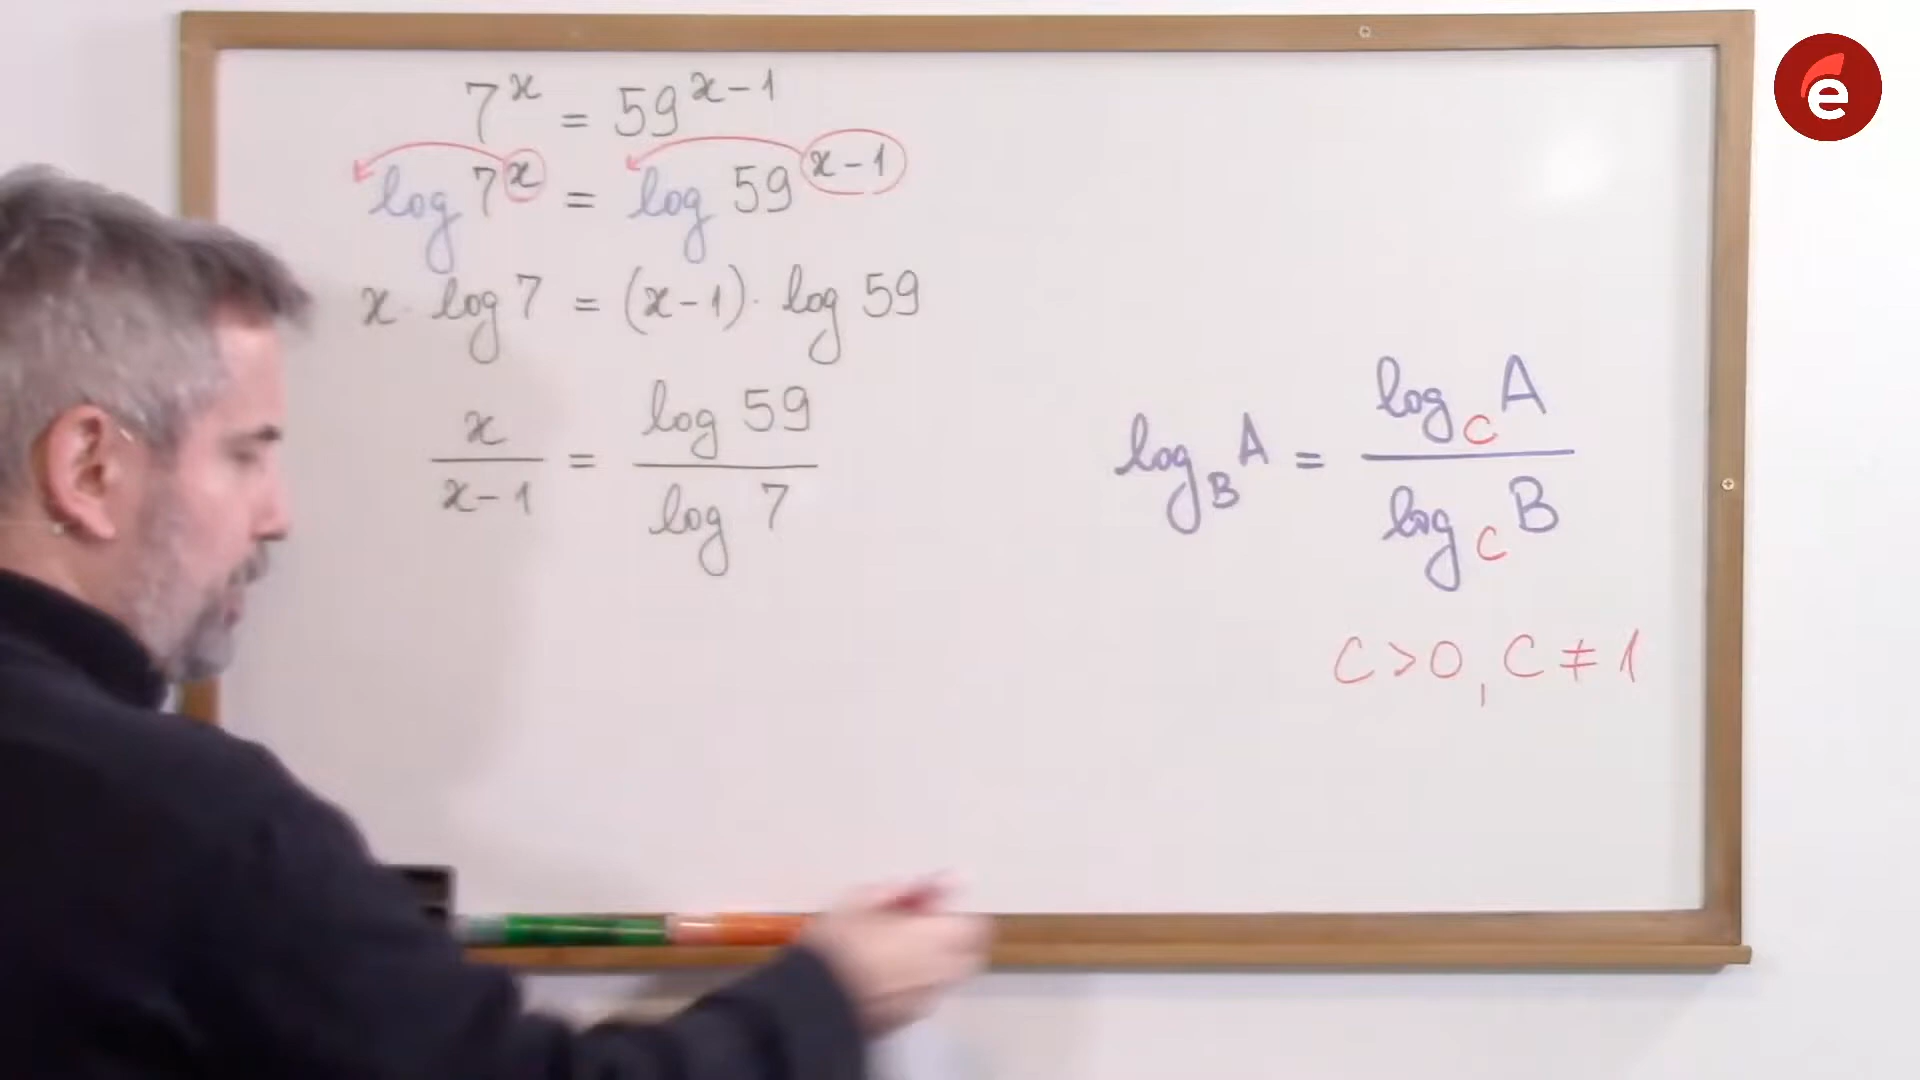 7^x = 59^{x-1}
log 7^x = log 59^{x-1}
x · log 7 = (x-1) · log 59
x/(x-1) = log 59 / log 7
log_B A = log_C A / log_C B
C>0, C≠1
e